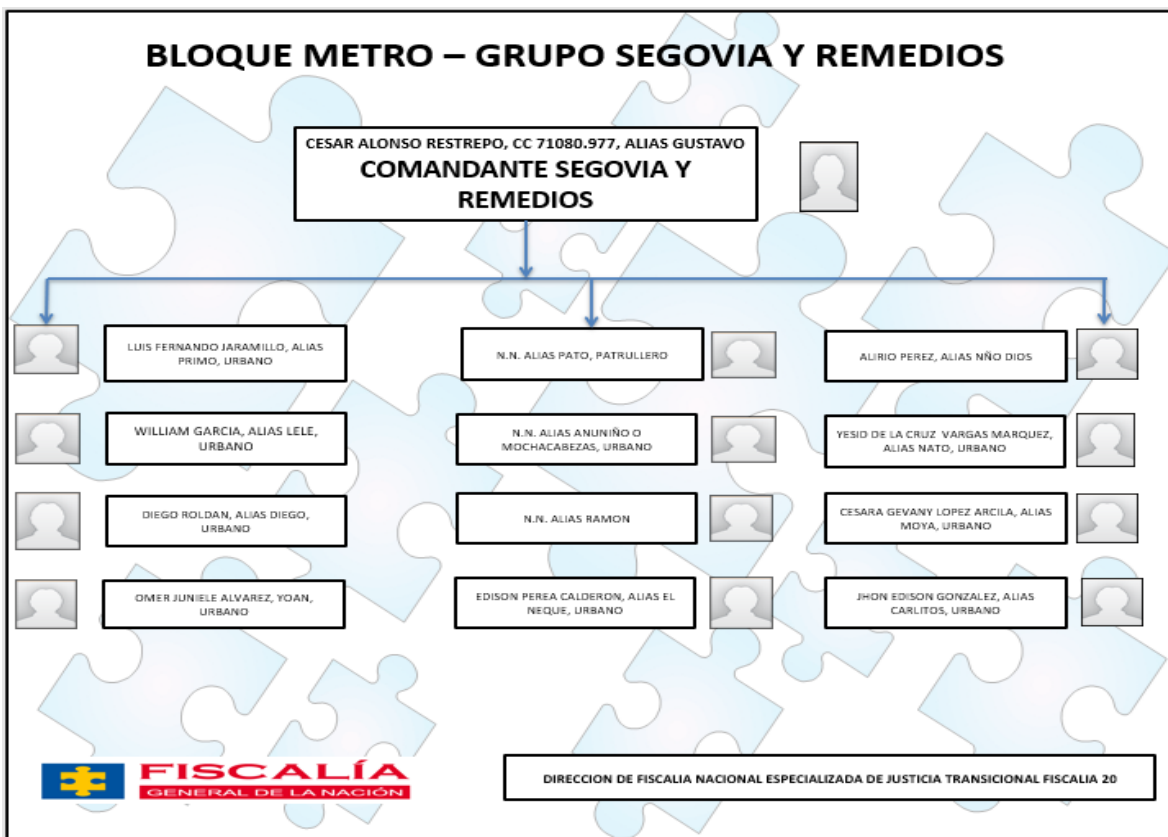 BLOQUE METRO – GRUPO SEGOVIA Y REMEDIOS
CESAR ALONSO RESTREPO, CC 71080.977, ALIAS GUSTAVO
COMANDANTE SEGOVIA Y
REMEDIOS
LUIS FERNANDO JARAMILLO, ALIAS
PRIMO, URBANO
N.N. ALIAS PATO, PATRULLERO
ALIRIO PEREZ, ALIAS NÑO DIOS
WILLIAM GARCIA, ALIAS LELE,
URBANO
N.N. ALIAS ANUNIÑO O
MOCHACABEZAS, URBANO
YESID DE LA CRUZ VARGAS MARQUEZ,
ALIAS NATO, URBANO
DIEGO ROLDAN, ALIAS DIEGO,
URBANO
N.N. ALIAS RAMON
CESARA GEVANY LOPEZ ARCILA, ALIAS
MOYA, URBANO
OMER JUNIELE ALVAREZ, YOAN,
URBANO
EDISON PEREA CALDERON, ALIAS EL
NEQUE, URBANO
JHON EDISON GONZALEZ, ALIAS
CARLITOS, URBANO
FISCALÍA
GENERAL DE LA NACIÓN
DIRECCION DE FISCALIA NACIONAL ESPECIALIZADA DE JUSTICIA TRANSICIONAL FISCALIA 20